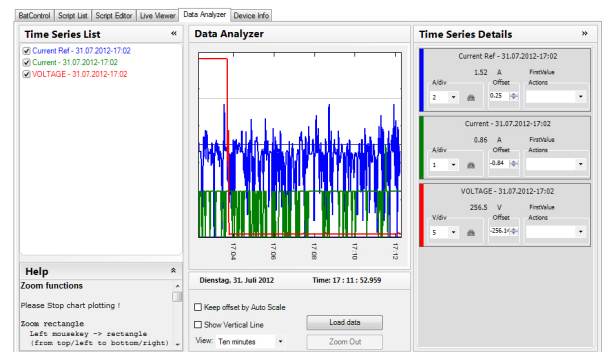 BatControl Script List Script Editor Live Viewer Data Analyzer Device Info
Time Series List «
Current Ref - 31.07.2012-17:02
Current - 31.07.2012-17:02
VOLTAGE - 31.07.2012-17:02
Help
Zoom functions
Please Stop chart plotting !
Zoom rectangle
Left mousekey -> rectangle
(from top/left to bottom/right)
Data Analyzer
17:04 17:06 17:08 17:10 17:12
Dienstag, 31. Juli 2012 Time: 17 : 11 : 52.959
Keep offset by Auto Scale
Show Vertical Line
Load data
View: Ten minutes
Zoom Out
Time Series Details »
Current Ref - 31.07.2012-17:02
1.52 A FirstValue
A/div Offset Actions
2 0.25
Current - 31.07.2012-17:02
0.86 A FirstValue
A/div Offset Actions
1 -0.84
VOLTAGE - 31.07.2012-17:02
256.5 V FirstValue
V/div Offset Actions
5